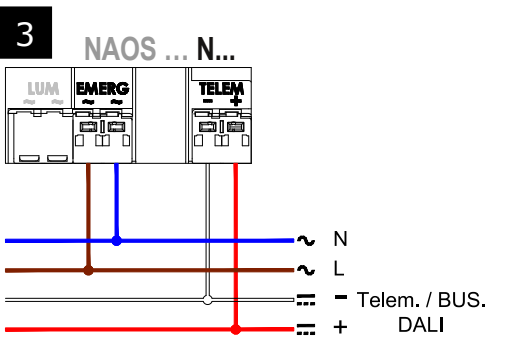 3
NAOS ... N...
LUM EMERG TELEM
~ ~ ~ ~ - +
~ N
~ L
- Telem. / BUS.
+ DALI